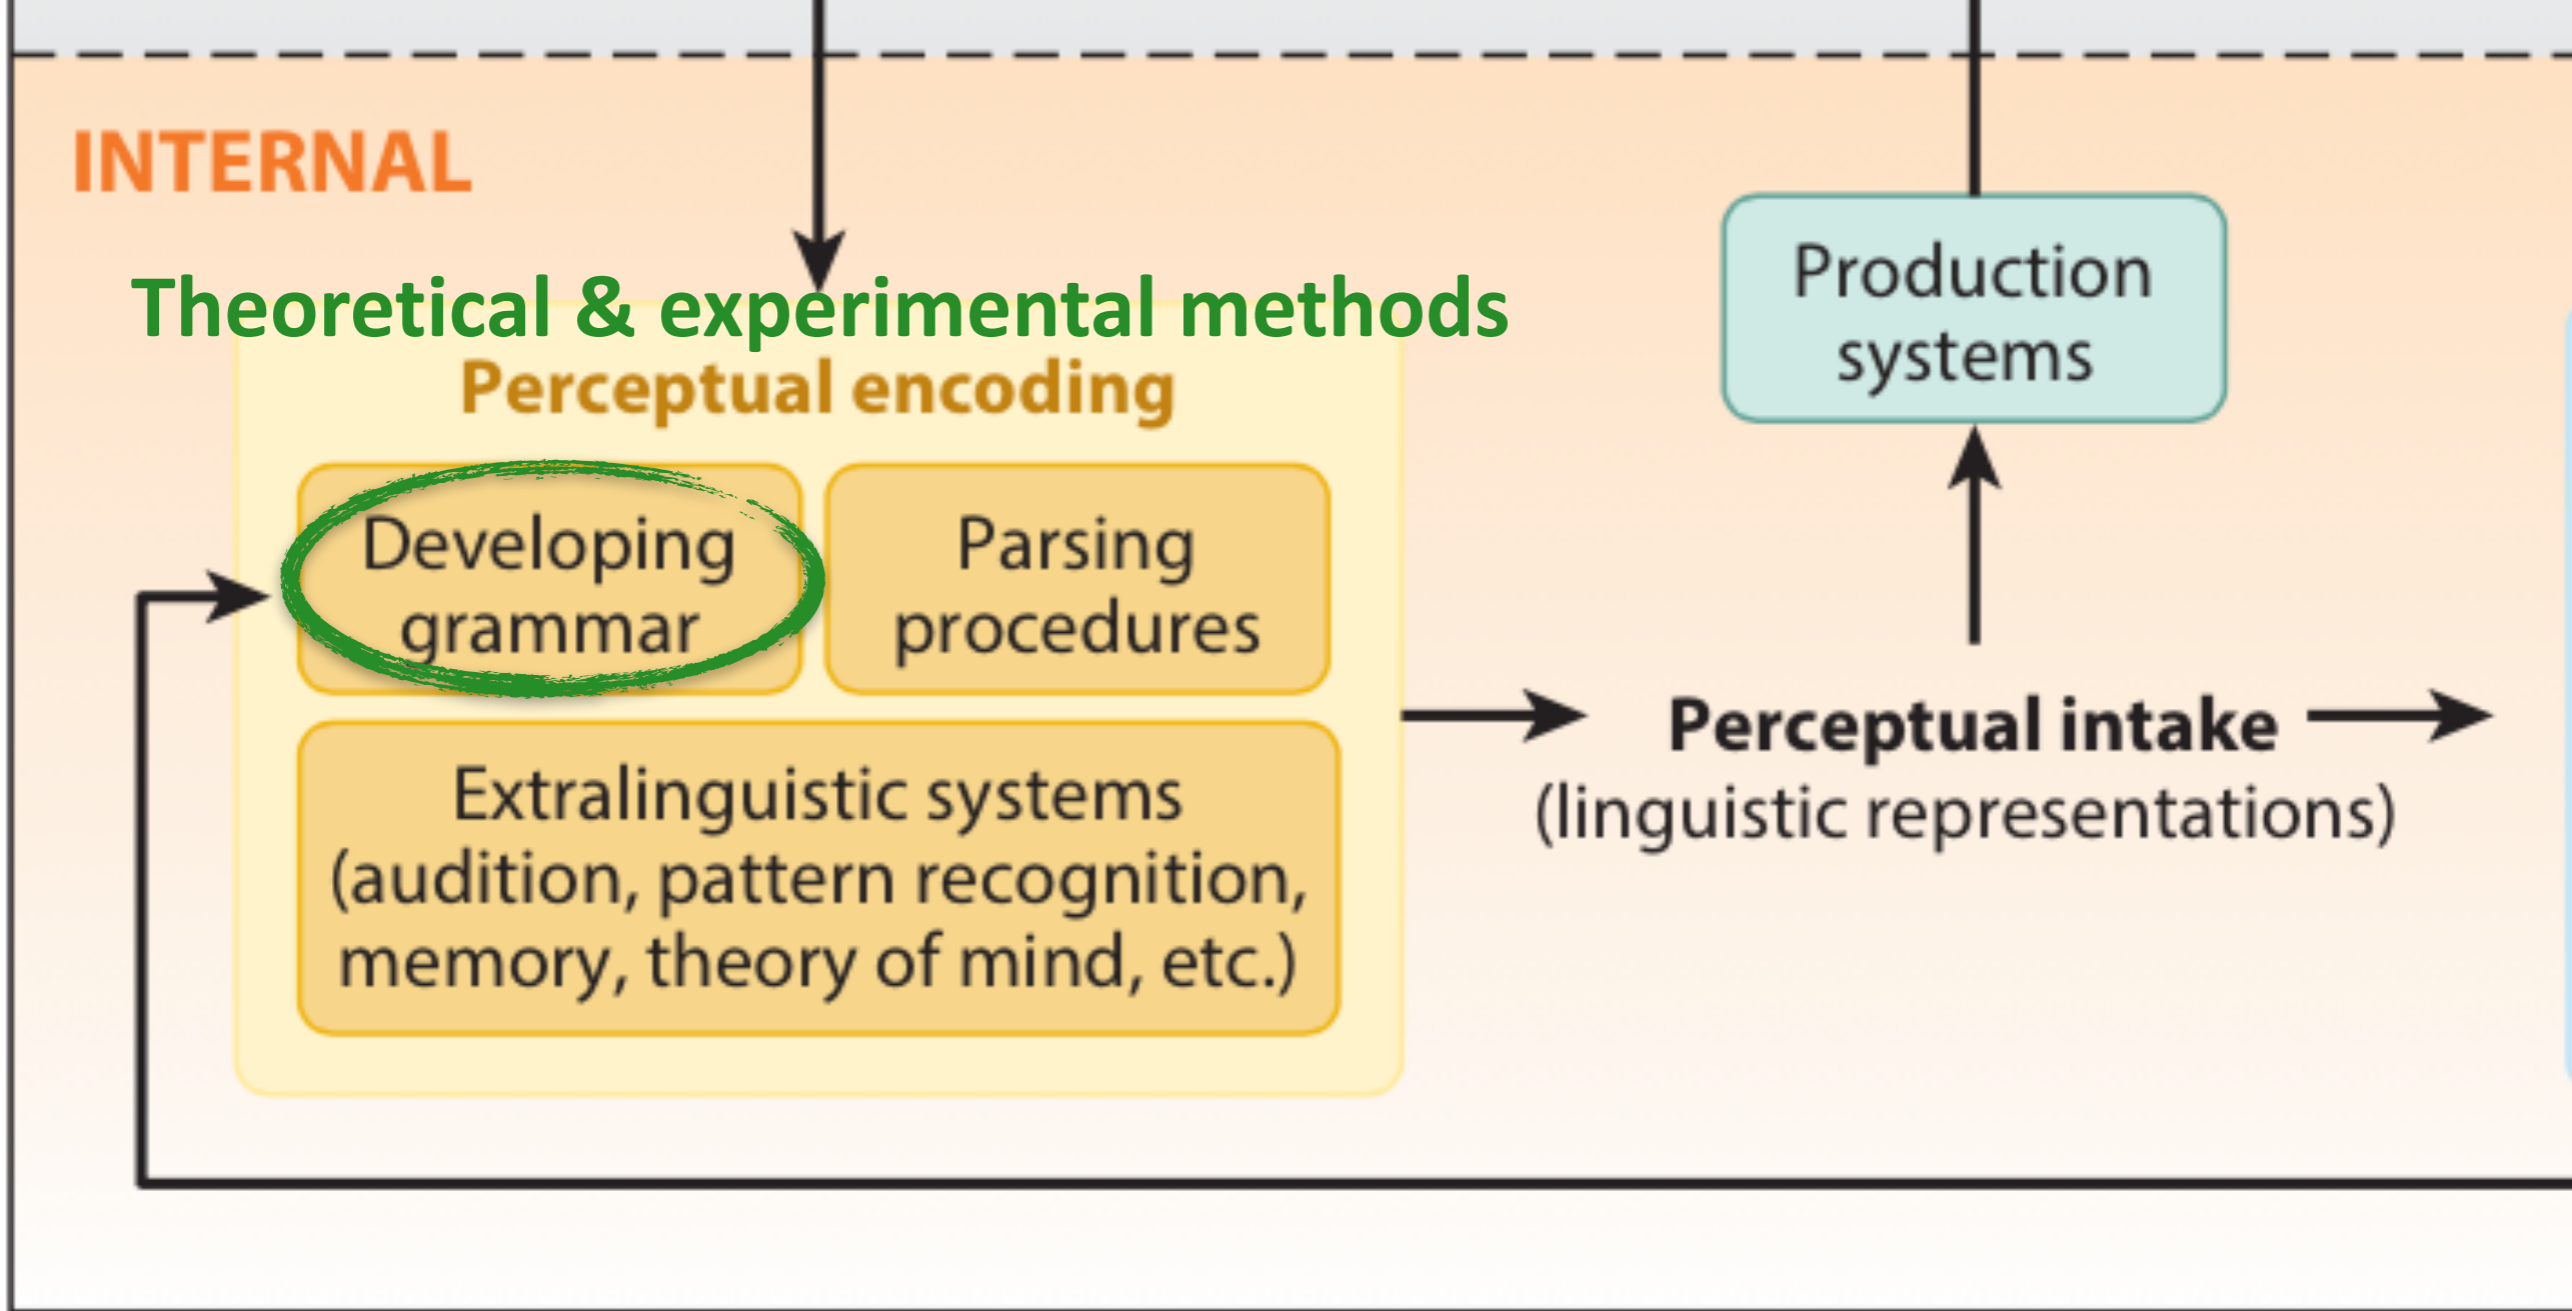 INTERNAL
Theoretical & experimental methods
Perceptual encoding
Developing
grammar
Parsing
procedures
Extralinguistic systems
(audition, pattern recognition,
memory, theory of mind, etc.)
Production
systems
Perceptual intake
(linguistic representations)